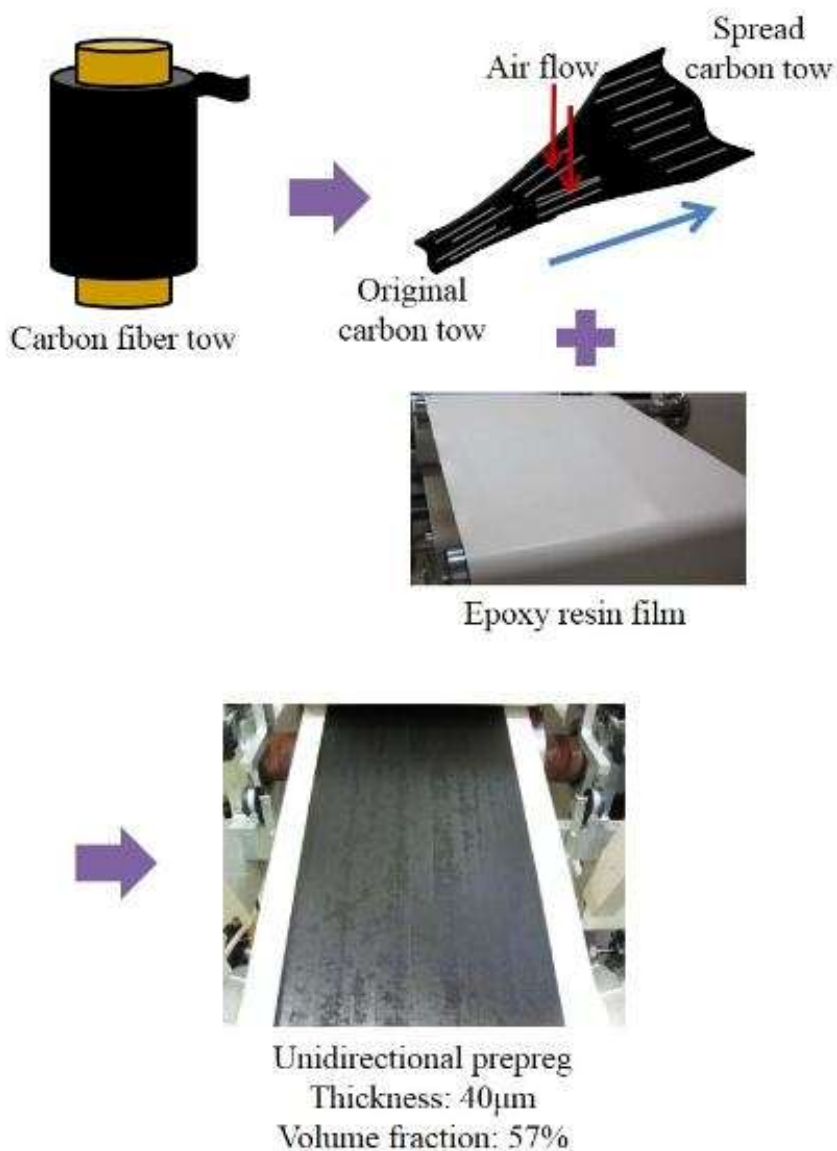 Spread
carbon tow
Air flow
Carbon fiber tow
Original
carbon tow
Epoxy resin film
Unidirectional prepreg
Thickness: 40μm
Volume fraction: 57%